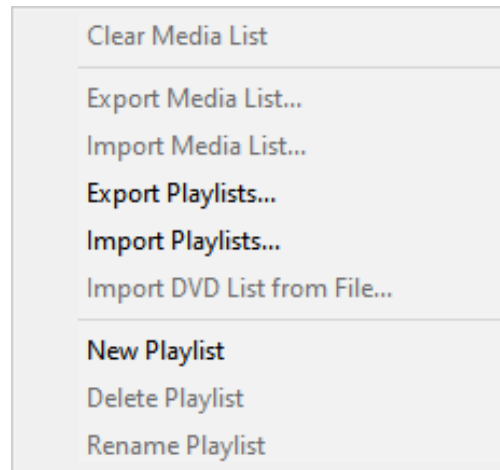 Clear Media List
Export Media List...
Import Media List...
Export Playlists...
Import Playlists...
Import DVD List from File...
New Playlist
Delete Playlist
Rename Playlist